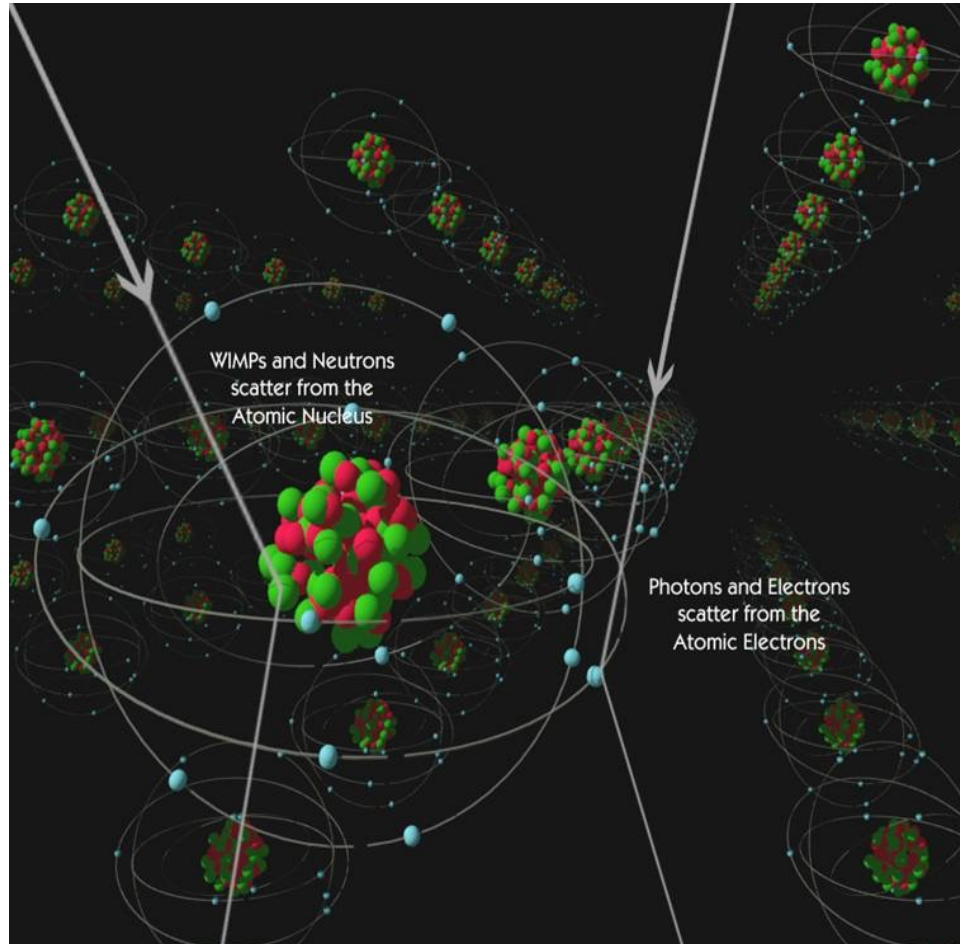 WIMPs and Neutrons
scatter from the
Atomic Nucleus
Photons and Electrons
scatter from the
Atomic Electrons